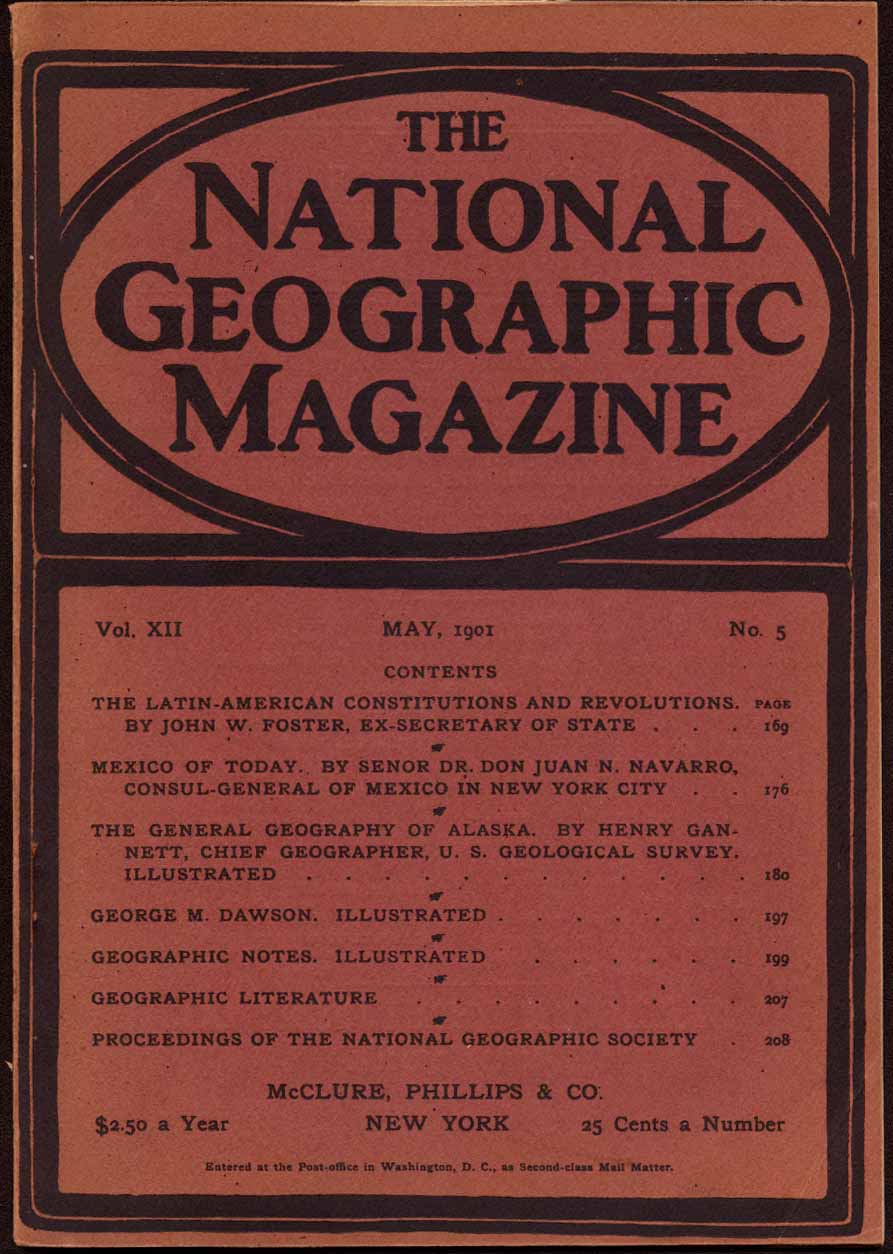 THE
NATIONAL
GEOGRAPHIC
MAGAZINE
Vol. XII MAY, 1901 No. 5
CONTENTS
THE LATIN-AMERICAN CONSTITUTIONS AND REVOLUTIONS. PAGE
BY JOHN W. FOSTER, EX-SECRETARY OF STATE . . . 169
MEXICO OF TODAY. BY SENOR DR. DON JUAN N. NAVARRO,
CONSUL-GENERAL OF MEXICO IN NEW YORK CITY . . 176
THE GENERAL GEOGRAPHY OF ALASKA. BY HENRY GAN-
NETT, CHIEF GEOGRAPHER, U. S. GEOLOGICAL SURVEY.
ILLUSTRATED . . . . . . . . . . . . 180
GEORGE M. DAWSON. ILLUSTRATED . . . . . . . 197
GEOGRAPHIC NOTES. ILLUSTRATED . . . . . . 199
GEOGRAPHIC LITERATURE . . . . . . . . . 207
PROCEEDINGS OF THE NATIONAL GEOGRAPHIC SOCIETY . 208
McCLURE, PHILLIPS & CO.
$2.50 a Year NEW YORK 25 Cents a Number
Entered at the Post-office in Washington, D. C., as Second-class Mail Matter.